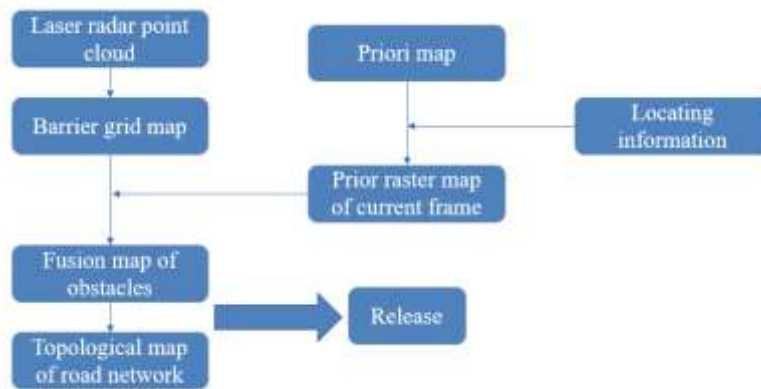 Laser radar point
cloud
Priori map
Barrier grid map
Locating
information
Prior raster map
of current frame
Fusion map of
obstacles
Release
Topological map
of road network